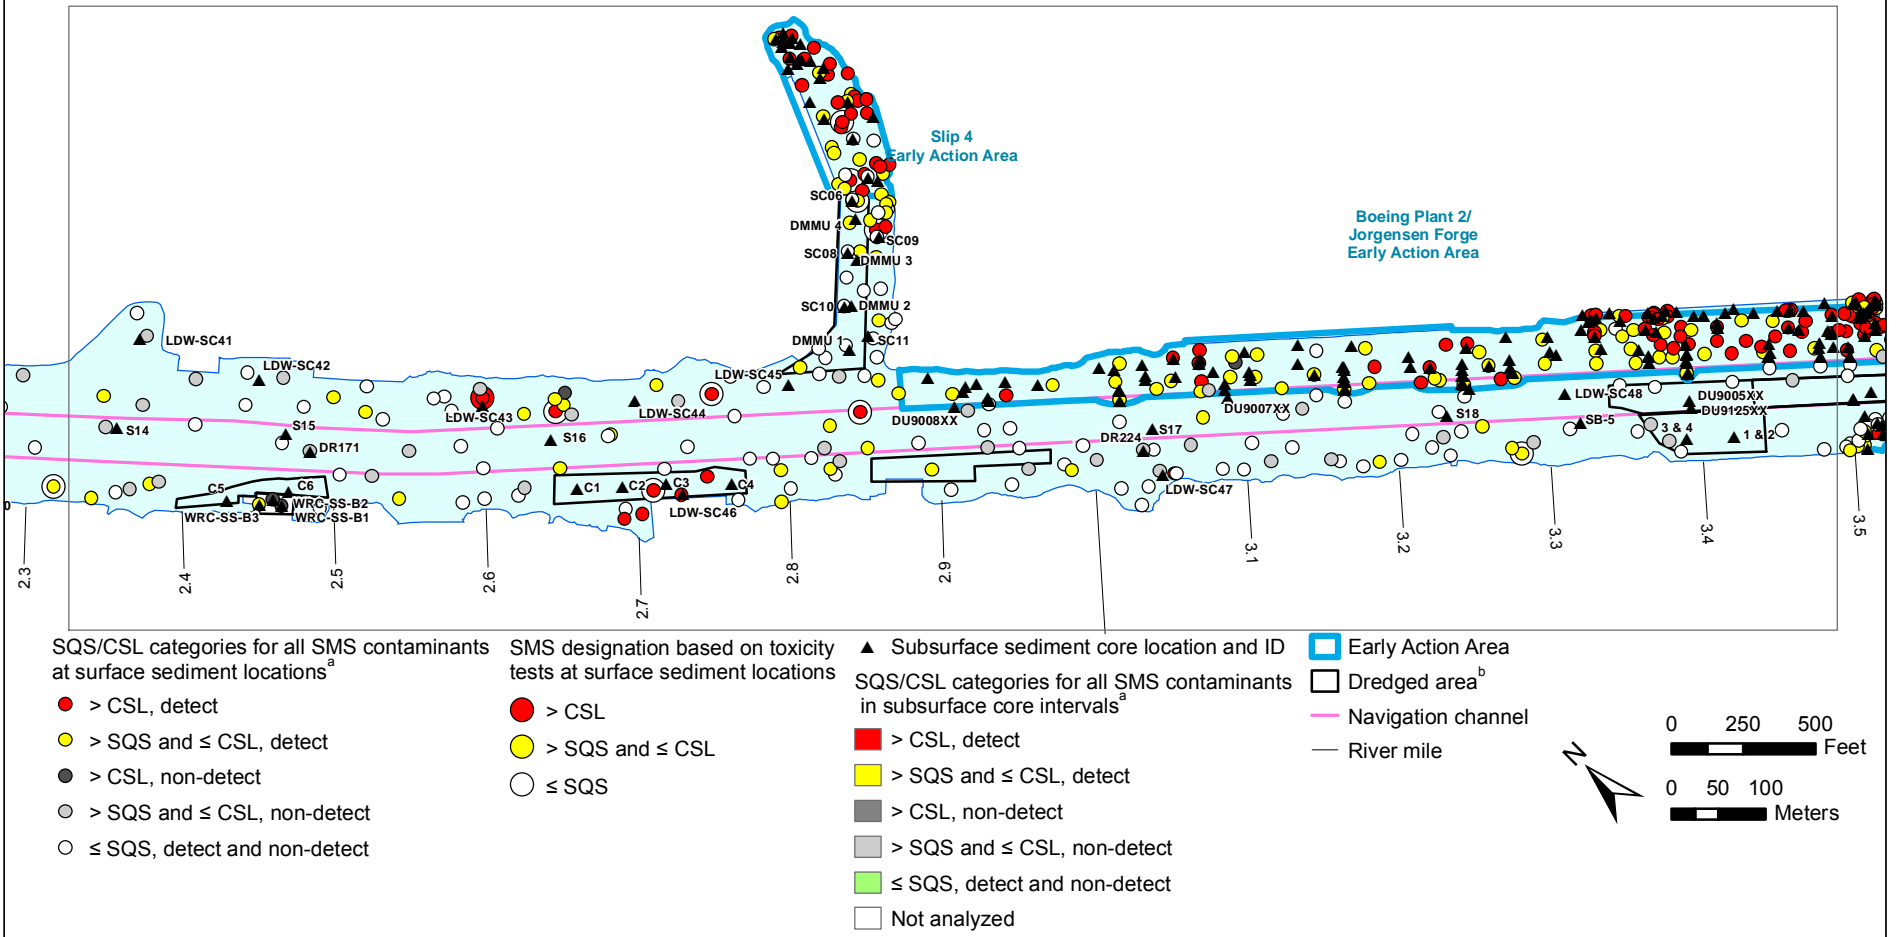 Slip 4
Early Action Area
Boeing Plant 2/
Jorgensen Forge
Early Action Area
SC06
DMMU 4
SC09
SC08
DMMU 3
SC10
DMMU 2
DMMU 1
SC11
LDW-SC41
LDW-SC42
LDW-SC45
LDW-SC43
LDW-SC44
S14
S15
S16
DR171
DU9008XX
DU9007XX
DR224
S17
S18
LDW-SC48
SB-5
DU9005XX
DU9125XX
3 & 4
1 & 2
C5
C6
C1
C2
C3
C4
WRC-SS-B2
WRC-SS-B3
WRC-SS-B1
LDW-SC46
LDW-SC47
0
2.3
2.4
2.5
2.6
2.7
2.8
2.9
3.1
3.2
3.3
3.4
3.5
SQS/CSL categories for all SMS contaminants
at surface sediment locations a
> CSL, detect
> SQS and ≤ CSL, detect
> CSL, non-detect
> SQS and ≤ CSL, non-detect
≤ SQS, detect and non-detect
SMS designation based on toxicity
tests at surface sediment locations
> CSL
> SQS and ≤ CSL
≤ SQS
Subsurface sediment core location and ID
SQS/CSL categories for all SMS contaminants
in subsurface core intervals a
> CSL, detect
> SQS and ≤ CSL, detect
> CSL, non-detect
> SQS and ≤ CSL, non-detect
≤ SQS, detect and non-detect
Not analyzed
Early Action Area
Dredged area b
Navigation channel
River mile
N
0 250 500
Feet
0 50 100
Meters